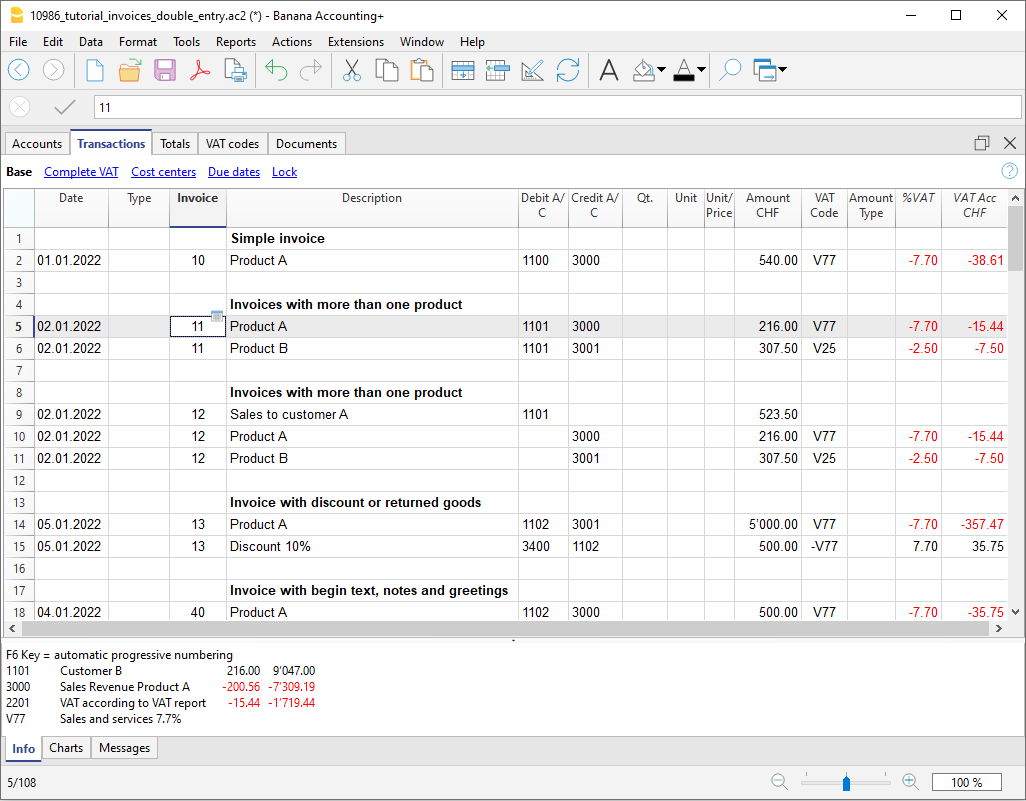 10986_tutorial_invoices_double_entry.ac2 (*) - Banana Accounting+
File Edit Data Format Tools Reports Actions Extensions Window Help
11
Accounts Transactions Totals VAT codes Documents
Base Complete VAT Cost centers Due dates Lock
Date Type Invoice Description Debit A/C Credit A/C Qt. Unit Unit/Price Amount CHF VAT Code Amount Type %VAT VAT Acc CHF
1 Simple invoice
2 01.01.2022 10 Product A 1100 3000 540.00 V77 -7.70 -38.61
3
4 Invoices with more than one product
5 02.01.2022 11 Product A 1101 3000 216.00 V77 -7.70 -15.44
6 02.01.2022 11 Product B 1101 3001 307.50 V25 -2.50 -7.50
7
8 Invoices with more than one product
9 02.01.2022 12 Sales to customer A 1101 523.50
10 02.01.2022 12 Product A 3000 216.00 V77 -7.70 -15.44
11 02.01.2022 12 Product B 3001 307.50 V25 -2.50 -7.50
12
13 Invoice with discount or returned goods
14 05.01.2022 13 Product A 1102 3001 5'000.00 V77 -7.70 -357.47
15 05.01.2022 13 Discount 10% 3400 1102 500.00 -V77 7.70 35.75
16
17 Invoice with begin text, notes and greetings
18 04.01.2022 40 Product A 1102 3000 500.00 V77 -7.70 -35.75
F6 Key = automatic progressive numbering
1101 Customer B 216.00 9'047.00
3000 Sales Revenue Product A -200.56 -7'309.19
2201 VAT according to VAT report -15.44 -1'719.44
V77 Sales and services 7.7%
Info Charts Messages
5/108 100 %